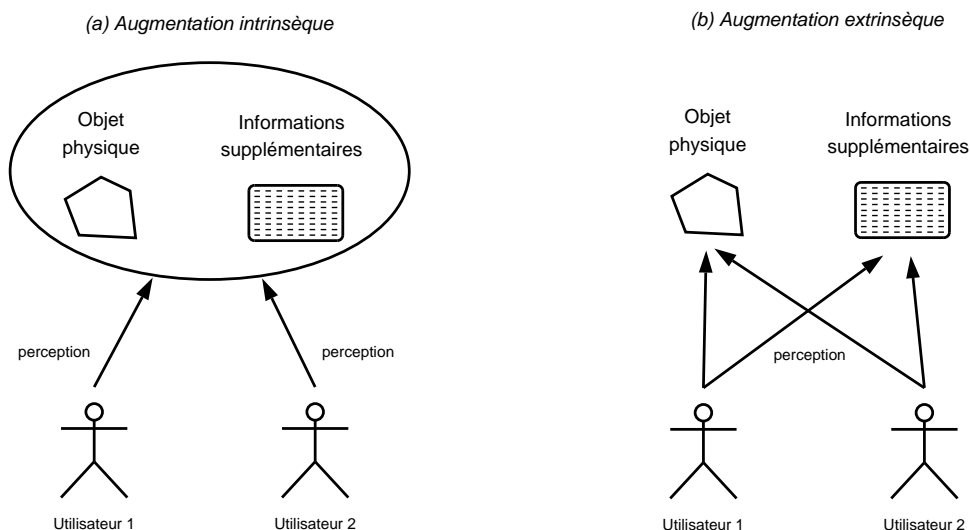 (a) Augmentation intrinsèque
Objet
physique
Informations
supplémentaires
perception
perception
Utilisateur 1
Utilisateur 2
(b) Augmentation extrinsèque
Objet
physique
Informations
supplémentaires
perception
Utilisateur 1
Utilisateur 2